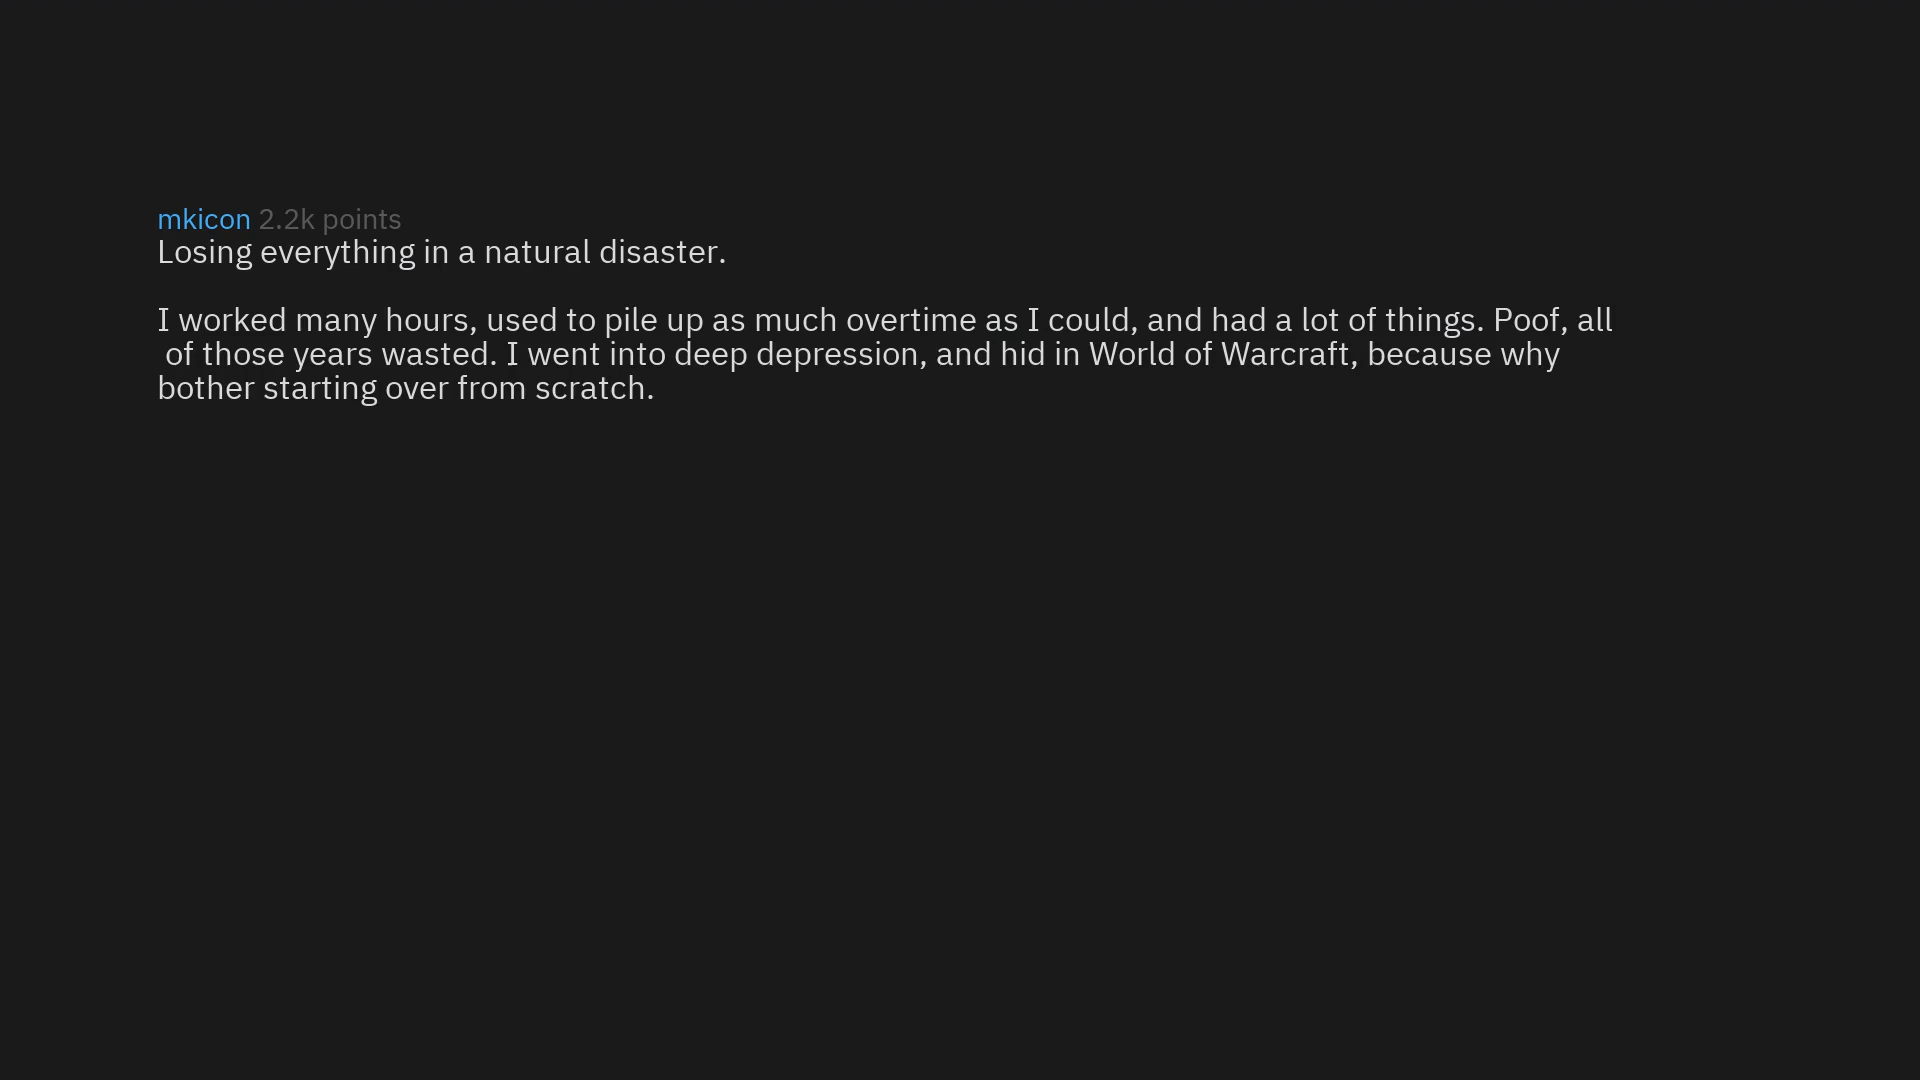 mkicon 2.2k points
Losing everything in a natural disaster.
I worked many hours, used to pile up as much overtime as I could, and had a lot of things. Poof, all
of those years wasted. I went into deep depression, and hid in World of Warcraft, because why
bother starting over from scratch.